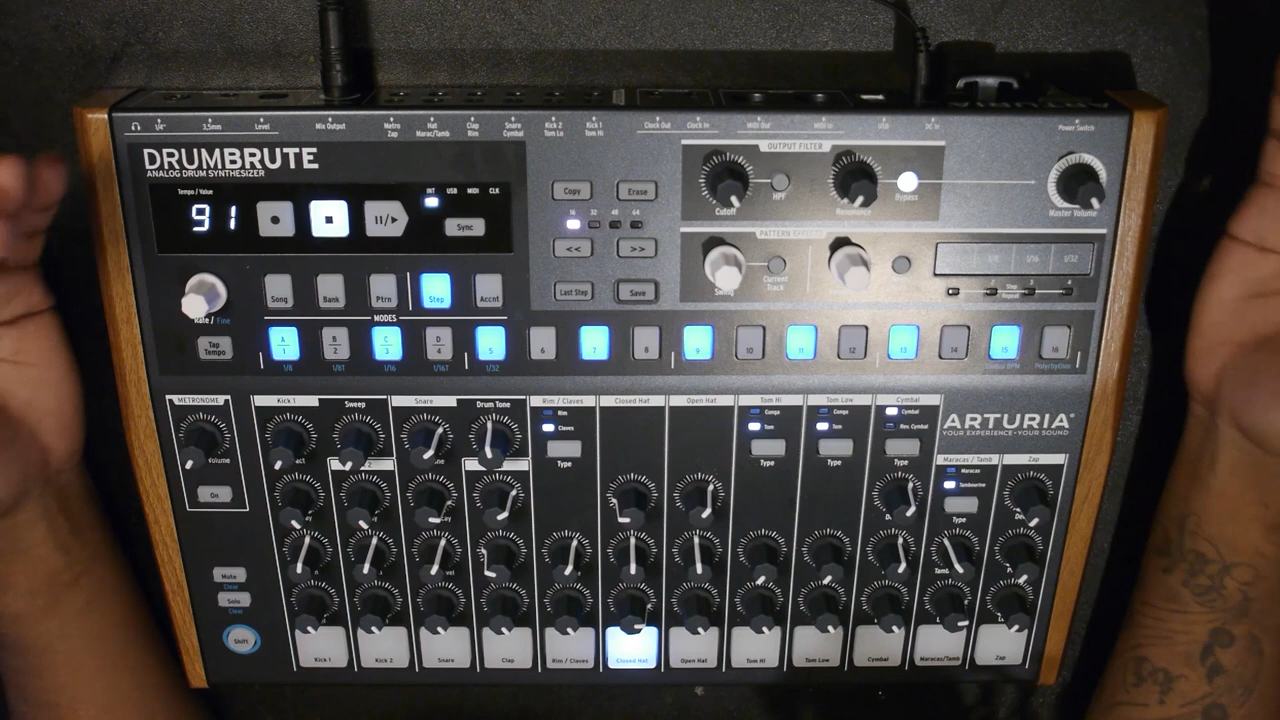 1/4" 3,5mm Level Mix Output Metro Zap Hat Marac/Tamb Clap Rim Snare Cymbal Kick 2 Tom Lo Kick 1 Tom Hi Clock Out Clock In MIDI Out MIDI In USB DC In Power Switch
ARTURIA
DRUMBRUTE
ANALOG DRUM SYNTHESIZER
Tempo / Value
INT USB MIDI CLK
91
Sync
Copy Erase
16 32 48 64
<< >>
Last Step Save
OUTPUT FILTER
Cutoff HPF Resonance Bypass
Master Volume
PATTERN EFFECTS
Swing Current Track
1/8 1/16 1/32
Step Repeat
Rate / Fine
Song Bank Ptrn Step Accnt
MODES
Tap Tempo
A 1 B 2 C 3 D 4 5 6 7 8 9 10 11 12 13 14 15 16
1/8 1/8T 1/16 1/16T 1/32
METRONOME Kick 1 Sweep Snare Drum Tone Rim / Claves Closed Hat Open Hat Tom Hi Tom Low Cymbal
Rim Conga Conga Cymbal
Claves Tom Tom Rev. Cymbal
Type Type Type Type
Volume
On
ARTURIA®
YOUR EXPERIENCE • YOUR SOUND
Maracas / Tamb Zap
Maracas
Tambourine
Type
Mute
Clear
Solo
Clear
Shift
Kick 1 Kick 2 Snare Clap Rim / Claves Closed Hat Open Hat Tom Hi Tom Low Cymbal Maracas/Tamb Zap